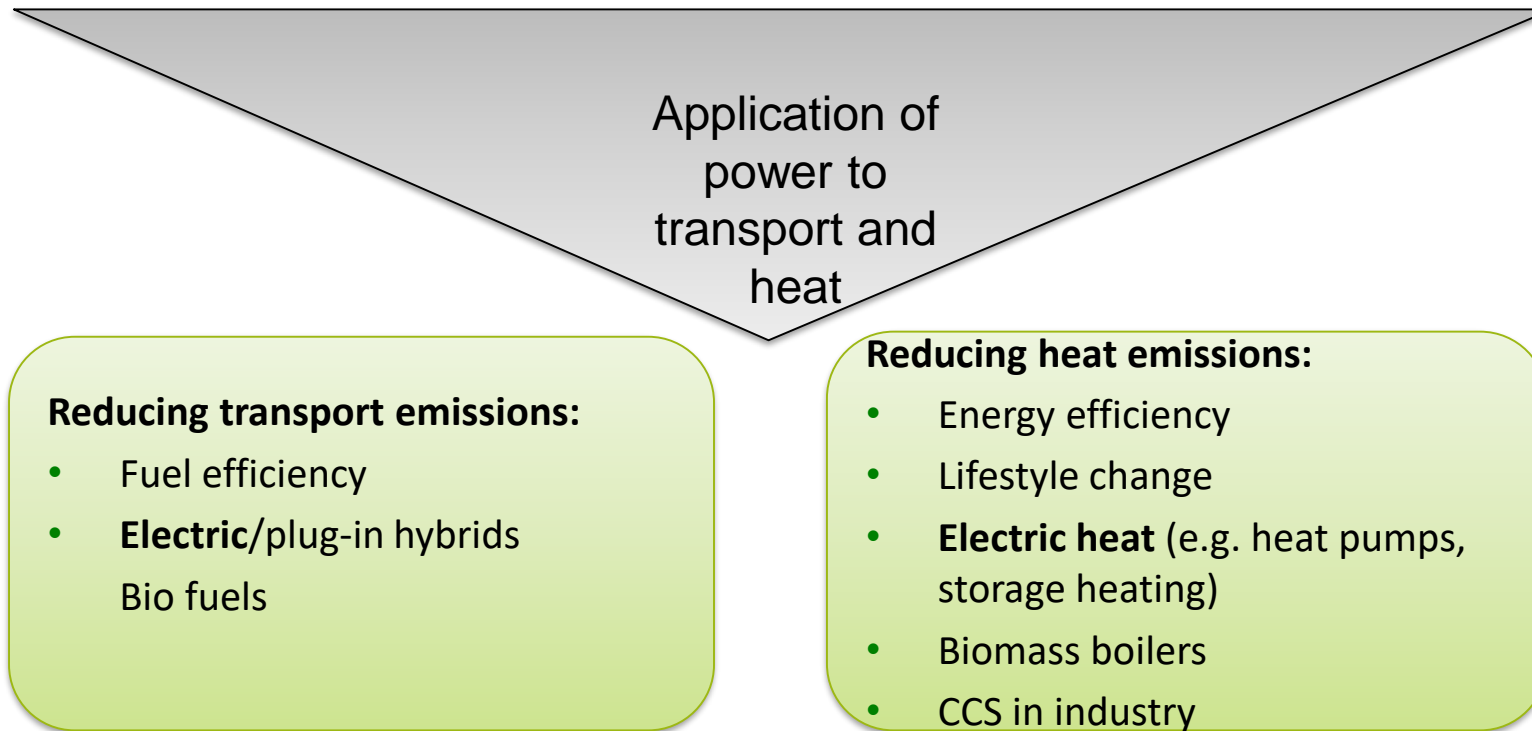 Application of
power to
transport and
heat
Reducing transport emissions:
• Fuel efficiency
• Electric/plug-in hybrids
Bio fuels
Reducing heat emissions:
• Energy efficiency
• Lifestyle change
• Electric heat (e.g. heat pumps,
storage heating)
• Biomass boilers
• CCS in industry